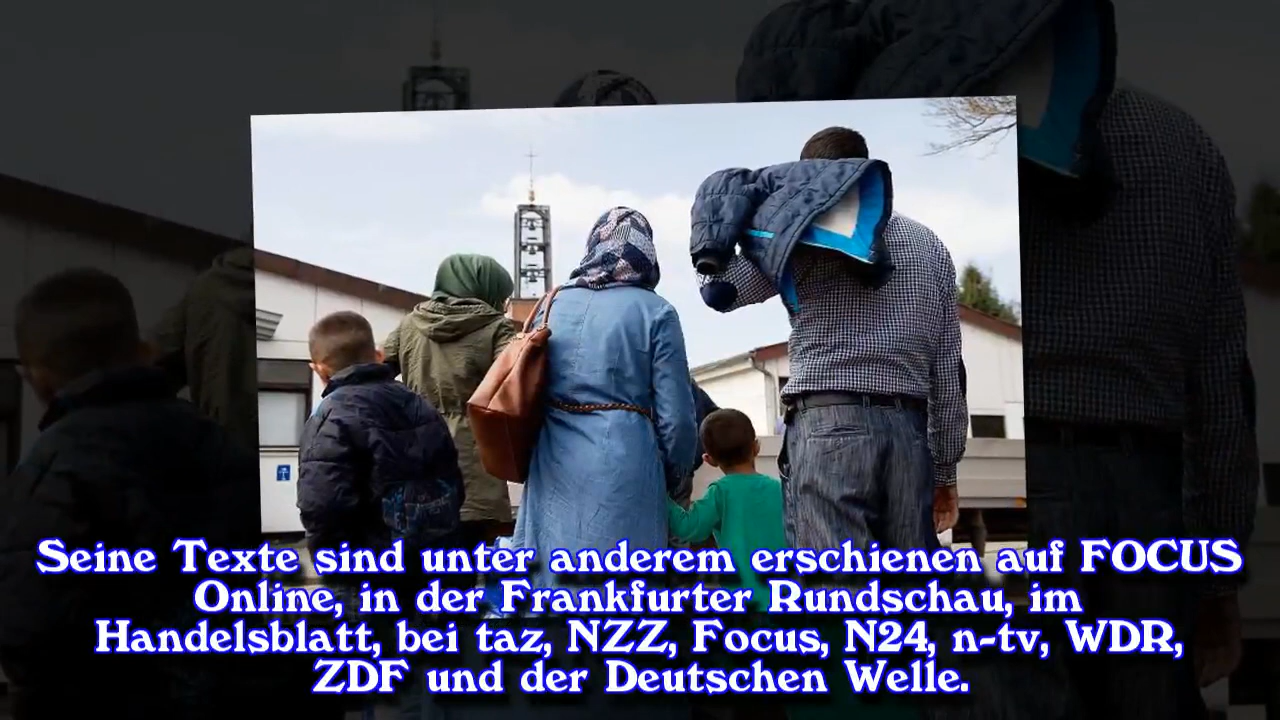 Seine Texte sind unter anderem erschienen auf FOCUS
Online, in der Frankfurter Rundschau, im
Handelsblatt, bei taz, NZZ, Focus, N24, n-tv, WDR,
ZDF und der Deutschen Welle.